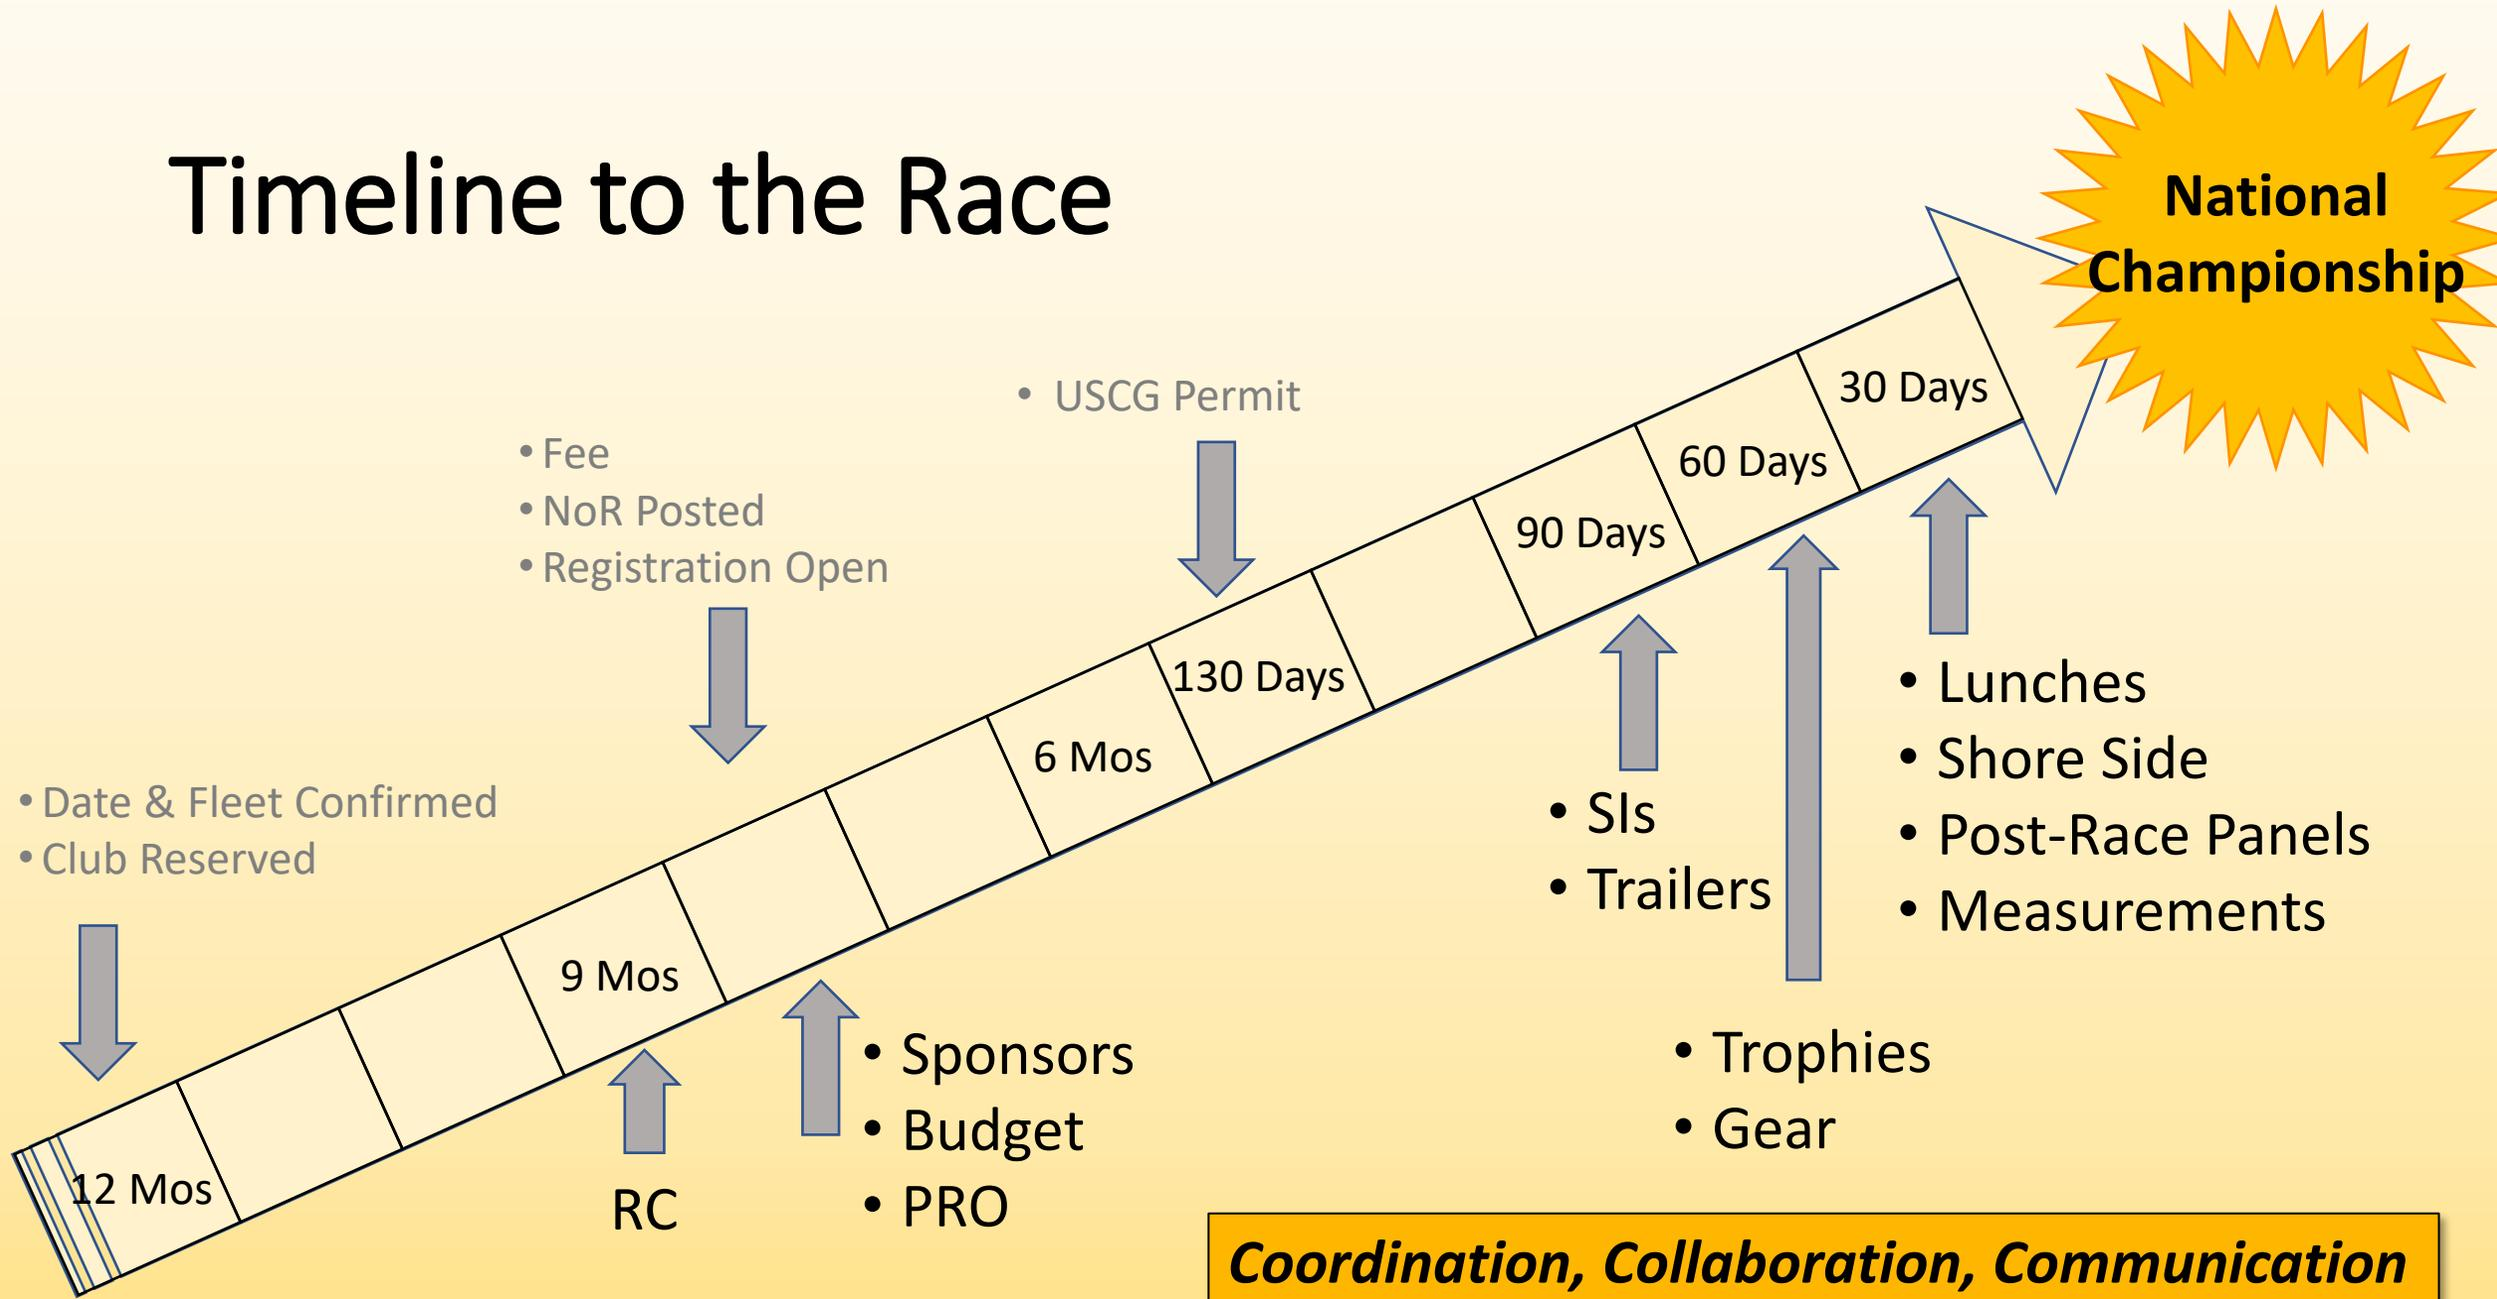 National
Championship
Timeline to the Race
30 Days
• USCG Permit
60 Days
• Fee
• NoR Posted
• Registration Open
90 Days
130 Days
• Lunches
• Shore Side
• Post-Race Panels
• Measurements
6 Mos
• SIs
• Trailers
• Date & Fleet Confirmed
• Club Reserved
9 Mos
• Sponsors
• Budget
• PRO
• Trophies
• Gear
12 Mos
RC
Coordination, Collaboration, Communication